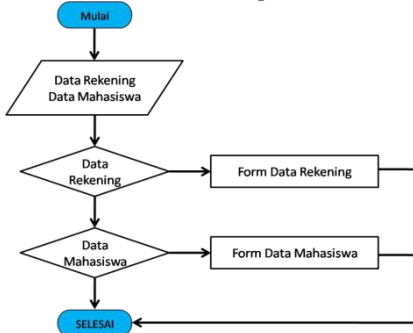 Mulai
Data Rekening
Data Mahasiswa
Data
Rekening
Form Data Rekening
Data
Mahasiswa
Form Data Mahasiswa
SELESAI